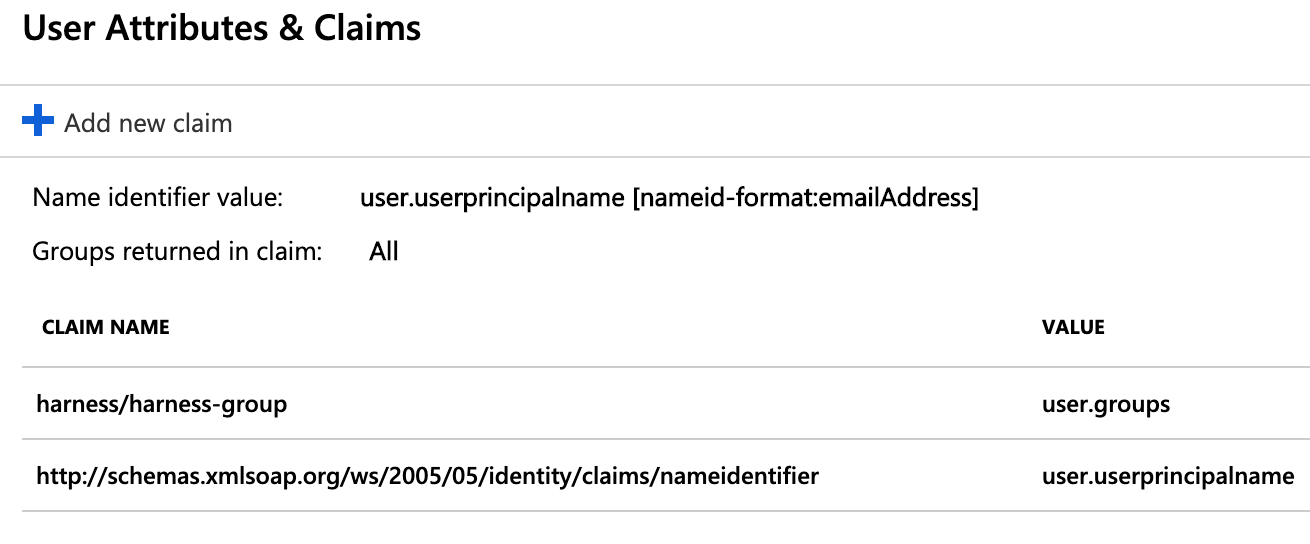 User Attributes & Claims
Add new claim
Name identifier value: user.userprincipalname [nameid-format:emailAddress]
Groups returned in claim: All
CLAIM NAME VALUE
harness/harness-group user.groups
http://schemas.xmlsoap.org/ws/2005/05/identity/claims/nameidentifier user.userprincipalname